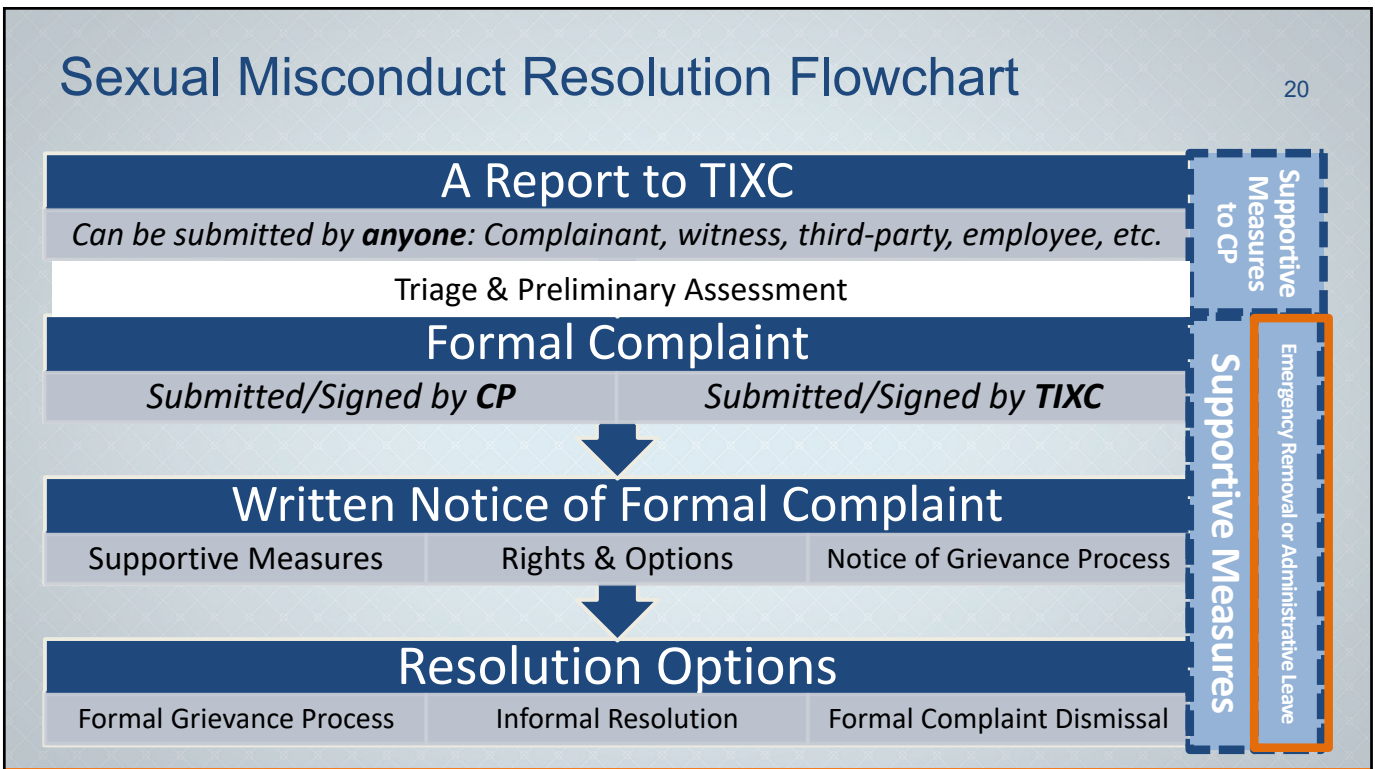 Sexual Misconduct Resolution Flowchart
20
A Report to TIXC
Can be submitted by anyone: Complainant, witness, third-party, employee, etc.
Triage & Preliminary Assessment
Supportive
Measures
to CP
Formal Complaint
Submitted/Signed by CP
Submitted/Signed by TIXC
Written Notice of Formal Complaint
Supportive Measures
Rights & Options
Notice of Grievance Process
Resolution Options
Formal Grievance Process
Informal Resolution
Formal Complaint Dismissal
Supportive Measures
Emergency Removal or Administrative Leave